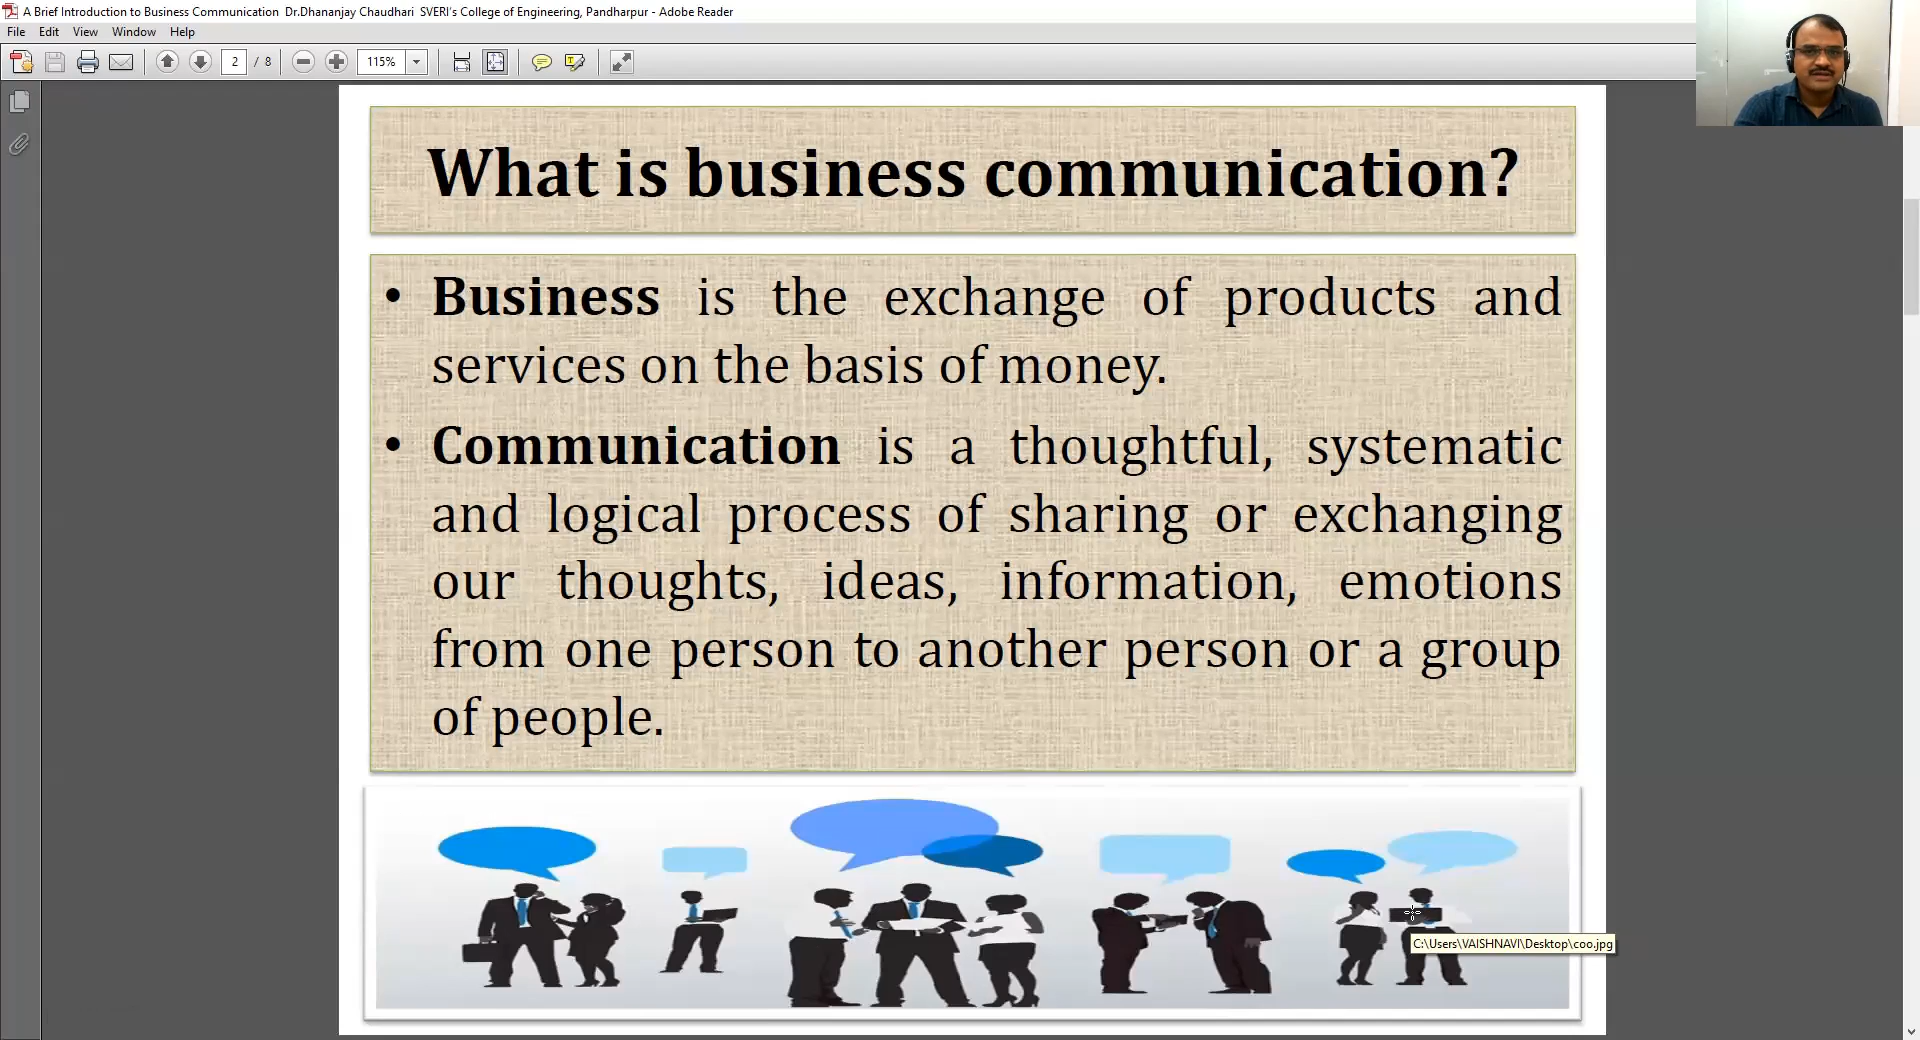 A Brief Introduction to Business Communication  Dr.Dhananjay Chaudhari  SVERI's College of Engineering, Pandharpur - Adobe Reader
File Edit View Window Help
2 / 8 115%
What is business communication?
• Business is the exchange of products and
services on the basis of money.
• Communication is a thoughtful, systematic
and logical process of sharing or exchanging
our thoughts, ideas, information, emotions
from one person to another person or a group
of people.
C:\Users\VAISHNAVI\Desktop\coo.jpg